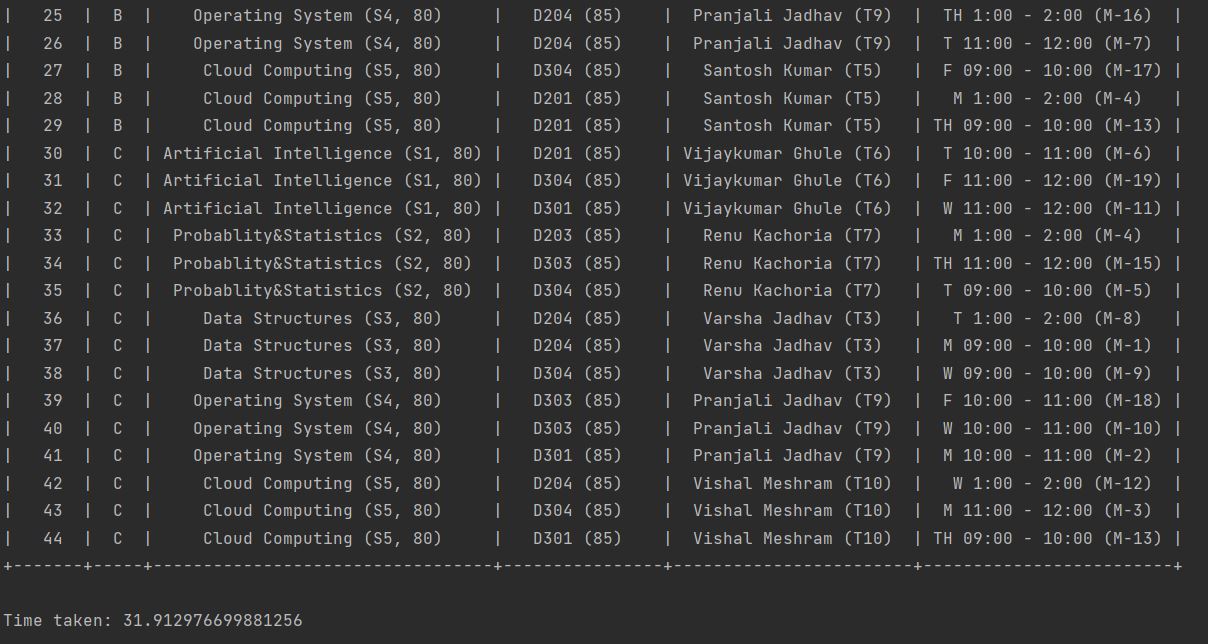 | 25 | B | Operating System (S4, 80) | D204 (85) | Pranjali Jadhav (T9) | TH 1:00 - 2:00 (M-16) |
| 26 | B | Operating System (S4, 80) | D204 (85) | Pranjali Jadhav (T9) | T 11:00 - 12:00 (M-7) |
| 27 | B | Cloud Computing (S5, 80) | D304 (85) | Santosh Kumar (T5) | F 09:00 - 10:00 (M-17) |
| 28 | B | Cloud Computing (S5, 80) | D201 (85) | Santosh Kumar (T5) | M 1:00 - 2:00 (M-4) |
| 29 | B | Cloud Computing (S5, 80) | D201 (85) | Santosh Kumar (T5) | TH 09:00 - 10:00 (M-13) |
| 30 | C | Artificial Intelligence (S1, 80) | D201 (85) | Vijaykumar Ghule (T6) | T 10:00 - 11:00 (M-6) |
| 31 | C | Artificial Intelligence (S1, 80) | D304 (85) | Vijaykumar Ghule (T6) | F 11:00 - 12:00 (M-19) |
| 32 | C | Artificial Intelligence (S1, 80) | D301 (85) | Vijaykumar Ghule (T6) | W 11:00 - 12:00 (M-11) |
| 33 | C | Probablity&Statistics (S2, 80) | D203 (85) | Renu Kachoria (T7) | M 1:00 - 2:00 (M-4) |
| 34 | C | Probablity&Statistics (S2, 80) | D303 (85) | Renu Kachoria (T7) | TH 11:00 - 12:00 (M-15) |
| 35 | C | Probablity&Statistics (S2, 80) | D304 (85) | Renu Kachoria (T7) | T 09:00 - 10:00 (M-5) |
| 36 | C | Data Structures (S3, 80) | D204 (85) | Varsha Jadhav (T3) | T 1:00 - 2:00 (M-8) |
| 37 | C | Data Structures (S3, 80) | D204 (85) | Varsha Jadhav (T3) | M 09:00 - 10:00 (M-1) |
| 38 | C | Data Structures (S3, 80) | D304 (85) | Varsha Jadhav (T3) | W 09:00 - 10:00 (M-9) |
| 39 | C | Operating System (S4, 80) | D303 (85) | Pranjali Jadhav (T9) | F 10:00 - 11:00 (M-18) |
| 40 | C | Operating System (S4, 80) | D303 (85) | Pranjali Jadhav (T9) | W 10:00 - 11:00 (M-10) |
| 41 | C | Operating System (S4, 80) | D301 (85) | Pranjali Jadhav (T9) | M 10:00 - 11:00 (M-2) |
| 42 | C | Cloud Computing (S5, 80) | D204 (85) | Vishal Meshram (T10) | W 1:00 - 2:00 (M-12) |
| 43 | C | Cloud Computing (S5, 80) | D304 (85) | Vishal Meshram (T10) | M 11:00 - 12:00 (M-3) |
| 44 | C | Cloud Computing (S5, 80) | D301 (85) | Vishal Meshram (T10) | TH 09:00 - 10:00 (M-13) |
+-------+-----+----------------------------------+----------------+------------------------+-------------------------+
Time taken: 31.912976699881256